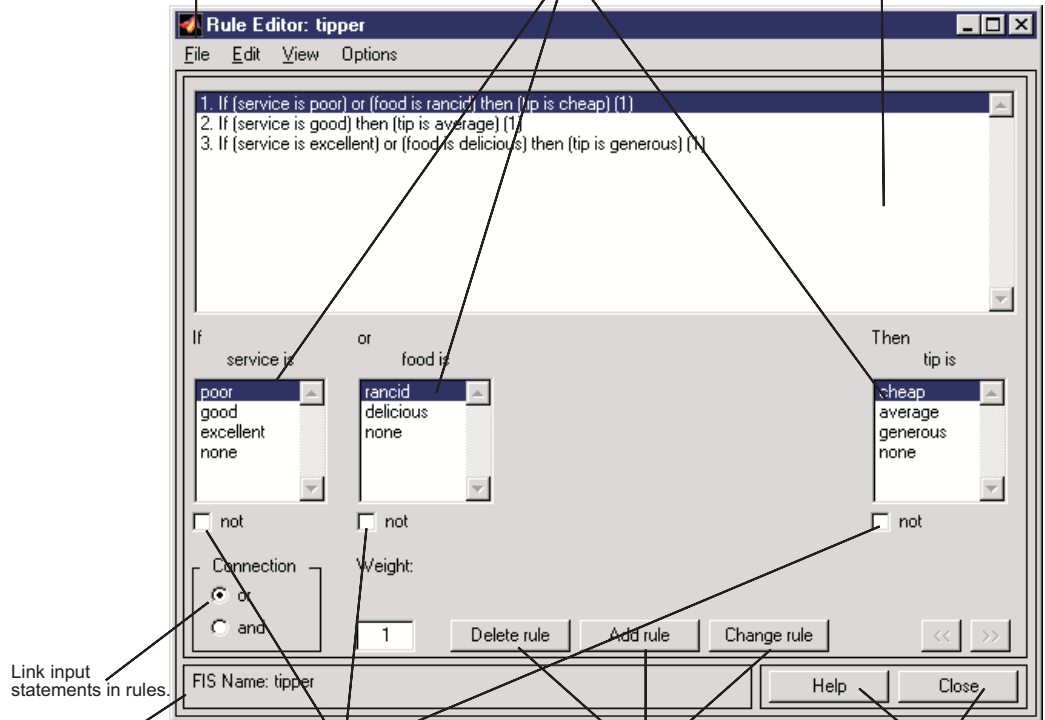 Rule Editor: tipper
File Edit View Options
1. If (service is poor) or (food is rancid) then (tip is cheap) (1)
2. If (service is good) then (tip is average) (1)
3. If (service is excellent) or (food is delicious) then (tip is generous) (1)
If or Then
service is food is tip is
poor rancid cheap
good delicious average
excellent none generous
none none
not not not
Connection Weight:
or
and 1 Delete rule Add rule Change rule << >>
Link input
statements in rules.
FIS Name: tipper Help Close